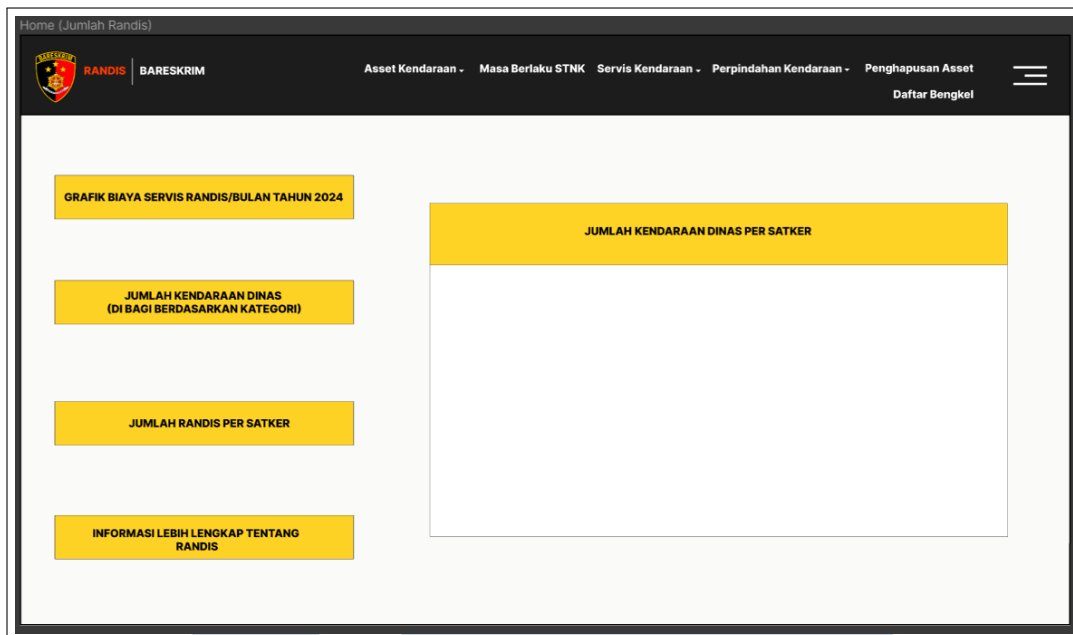 Home (Jumlah Randis)
BARESKRIM
RANDIS BARESKRIM
Asset Kendaraan
Masa Berlaku STNK
Servis Kendaraan
Perpindahan Kendaraan
Penghapusan Asset
Daftar Bengkel
GRAFIK BIAYA SERVIS RANDIS/BULAN TAHUN 2024
JUMLAH KENDARAAN DINAS
(DI BAGI BERDASARKAN KATEGORI)
JUMLAH RANDIS PER SATKER
INFORMASI LEBIH LENGKAP TENTANG
RANDIS
JUMLAH KENDARAAN DINAS PER SATKER